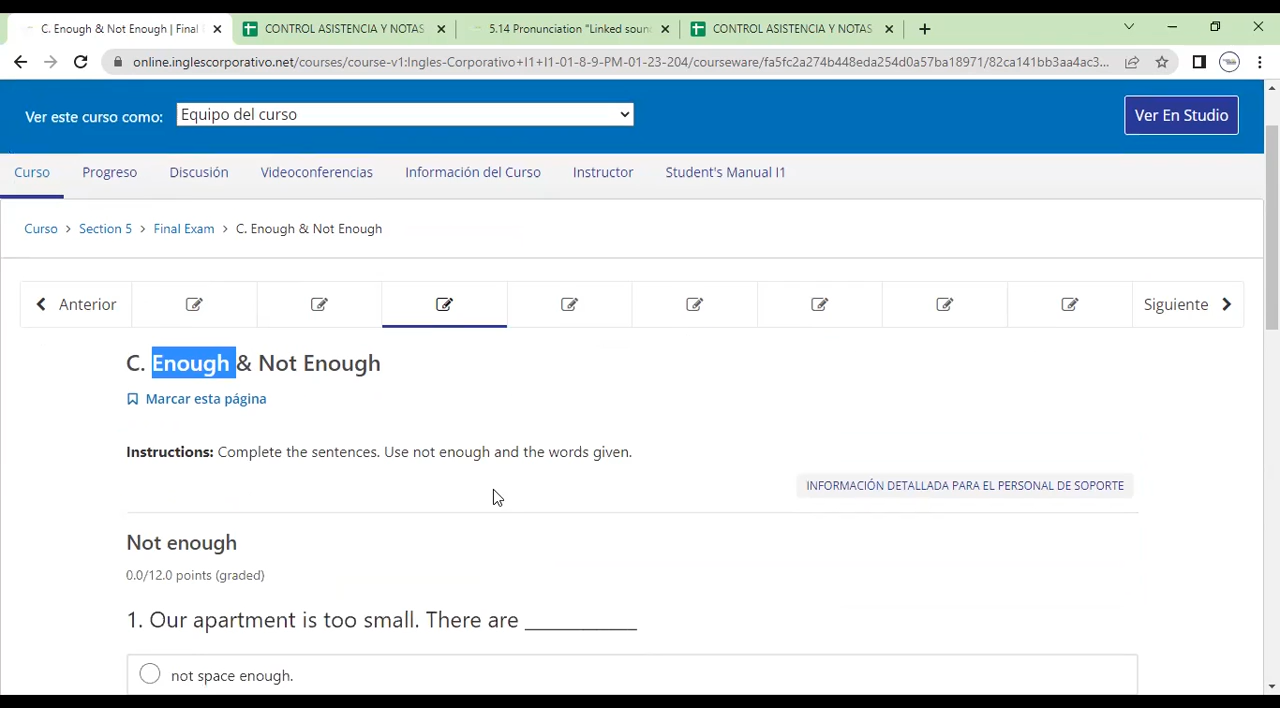 C. Enough & Not Enough | Final
CONTROL ASISTENCIA Y NOTAS
5.14 Pronunciation "Linked soun
CONTROL ASISTENCIA Y NOTAS
online.inglescorporativo.net/courses/course-v1:Ingles-Corporativo+I1+I1-01-8-9-PM-01-23-204/courseware/fa5fc2a274b448eda254d0a57ba18971/82ca141bb3aa4ac3...
Ver este curso como:
Equipo del curso
Ver En Studio
Curso
Progreso
Discusión
Videoconferencias
Información del Curso
Instructor
Student's Manual I1
Curso > Section 5 > Final Exam > C. Enough & Not Enough
Anterior
Siguiente
C. Enough & Not Enough
Marcar esta página
Instructions: Complete the sentences. Use not enough and the words given.
INFORMACIÓN DETALLADA PARA EL PERSONAL DE SOPORTE
Not enough
0.0/12.0 points (graded)
1. Our apartment is too small. There are __________
not space enough.